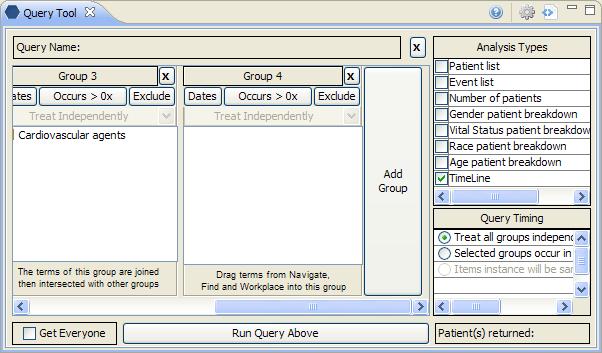 Query Tool
Query Name:
x
Group 3
x
Group 4
x
Dates
Occurs > 0x
Exclude
Dates
Occurs > 0x
Exclude
Treat Independently
Treat Independently
Cardiovascular agents
Add
Group
The terms of this group are joined
then intersected with other groups
Drag terms from Navigate,
Find and Workplace into this group
Get Everyone
Run Query Above
Analysis Types
Patient list
Event list
Number of patients
Gender patient breakdown
Vital Status patient breakdow
Race patient breakdown
Age patient breakdown
TimeLine
Query Timing
Treat all groups independ
Selected groups occur in
Items instance will be sa
Patient(s) returned: